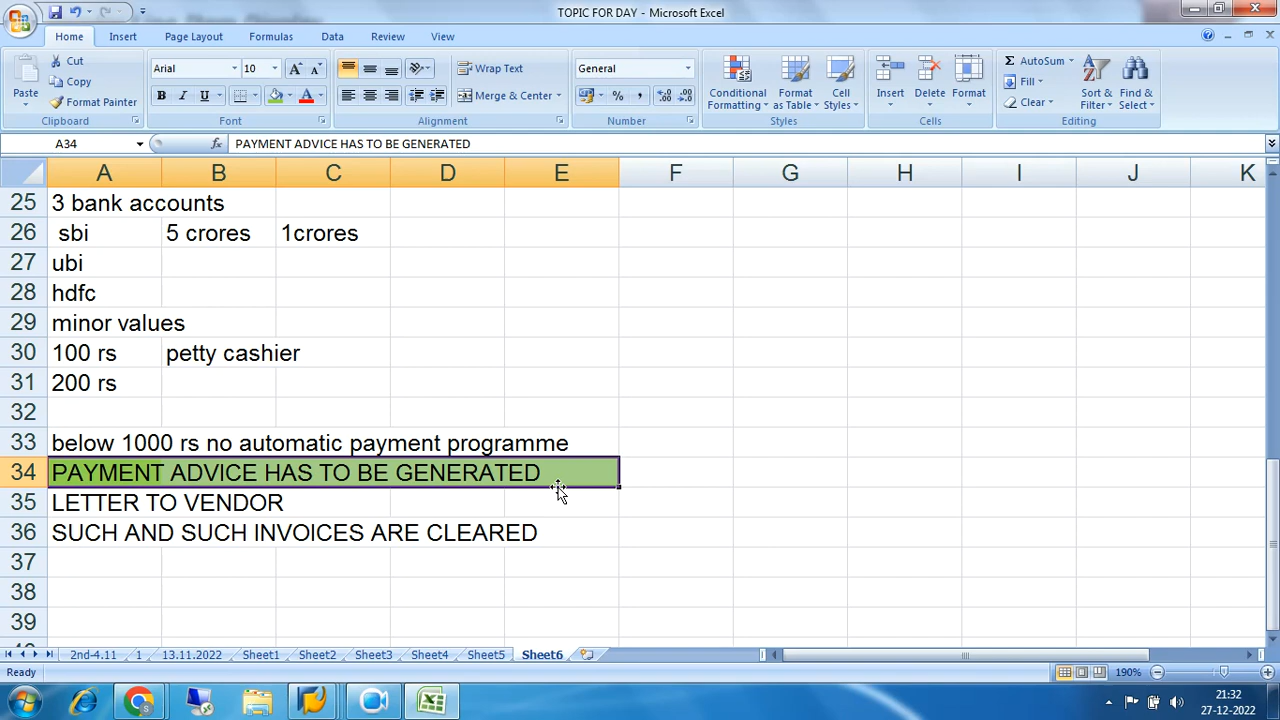 TOPIC FOR DAY - Microsoft Excel
Home Insert Page Layout Formulas Data Review View
Paste Cut Copy Format Painter Clipboard
Arial 10 Font
Wrap Text Merge & Center Alignment
General % Number
Conditional Formatting Format as Table Cell Styles Styles
Insert Delete Format Cells
Σ AutoSum Fill Clear Sort & Filter Find & Select Editing
A34 fx PAYMENT ADVICE HAS TO BE GENERATED
A B C D E F G H I J K
25 3 bank accounts
26 sbi 5 crores 1crores
27 ubi
28 hdfc
29 minor values
30 100 rs petty cashier
31 200 rs
32
33 below 1000 rs no automatic payment programme
34 PAYMENT ADVICE HAS TO BE GENERATED
35 LETTER TO VENDOR
36 SUCH AND SUCH INVOICES ARE CLEARED
37
38
39
2nd-4.11 1 13.11.2022 Sheet1 Sheet2 Sheet3 Sheet4 Sheet5 Sheet6
Ready 190%
21:32
27-12-2022